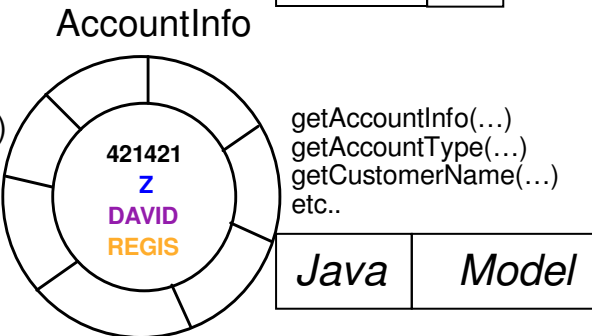 AccountInfo
)
421421
Z
DAVID
REGIS
getAccountInfo(…)
getAccountType(…)
getCustomerName(…)
etc..
Java Model